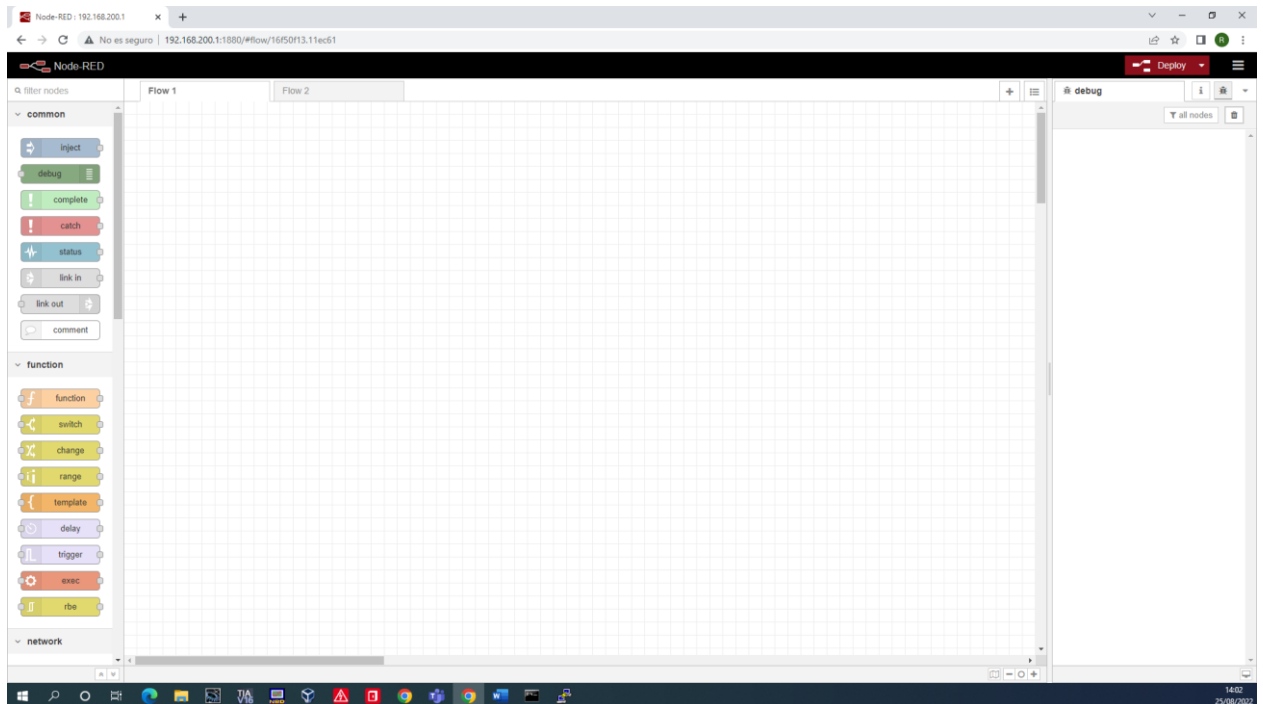 Node-RED : 192.168.200.1
No es seguro | 192.168.200.1:1880/#flow/16f50f13.11ec61
R
Node-RED
Deploy
filter nodes
Flow 1
Flow 2
debug
i
all nodes
common
inject
debug
complete
catch
status
link in
link out
comment
function
function
switch
change
range
template
delay
trigger
exec
rbe
network
TIA
V16
14:02
25/08/2022